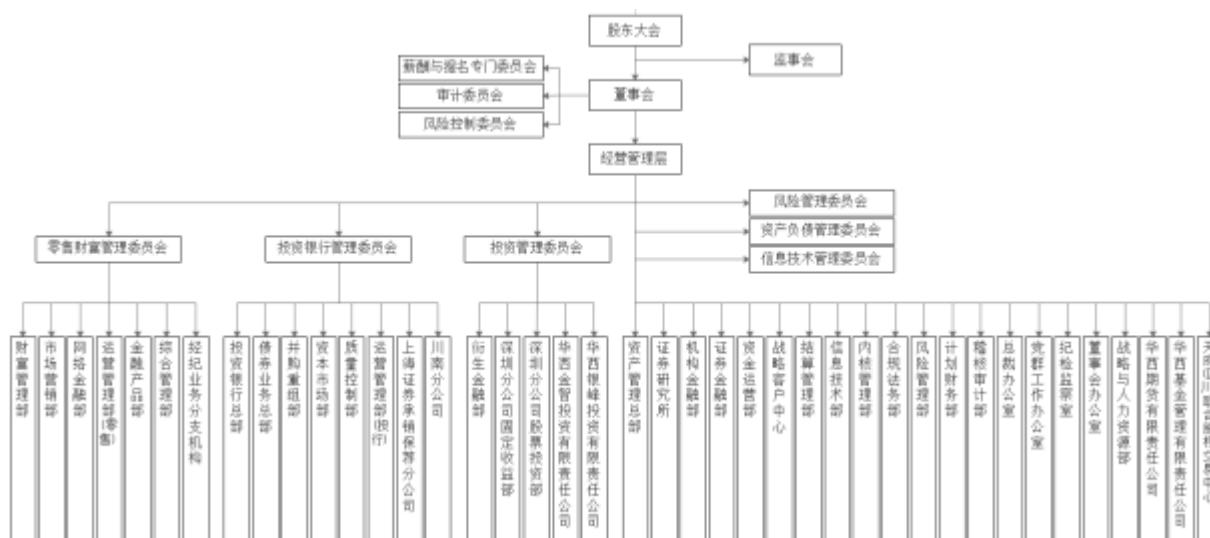 股东大会
监事会
薪酬与提名专门委员会
审计委员会
董事会
风险控制委员会
经营管理层
风险管理委员会
资产负债管理委员会
信息技术管理委员会
零售财富管理委员会
投资银行管理委员会
投资管理委员会
财富管理部
市场营销部
网络金融部
运营管理部(零售)
金融产品部
综合管理部
经纪业务分支机构
投资银行总部
债券业务总部
并购重组部
资本市场部
质量控制部
运营管理部(投行)
上海证券承销保荐分公司
川南分公司
衍生金融部
深圳分公司固定收益部
深圳分公司股票投资部
华西金智投资有限责任公司
华西银峰投资有限责任公司
资产管理总部
证券研究所
机构金融部
证券金融部
资金运营部
战略客户中心
结算管理部
信息技术部
内核管理部
合规法务部
风险管理部
计划财务部
稽核审计部
总裁办公室
党群工作办公室
纪检监察室
董事会办公室
战略与人力资源部
华西期货有限责任公司
华西基金管理有限责任公司